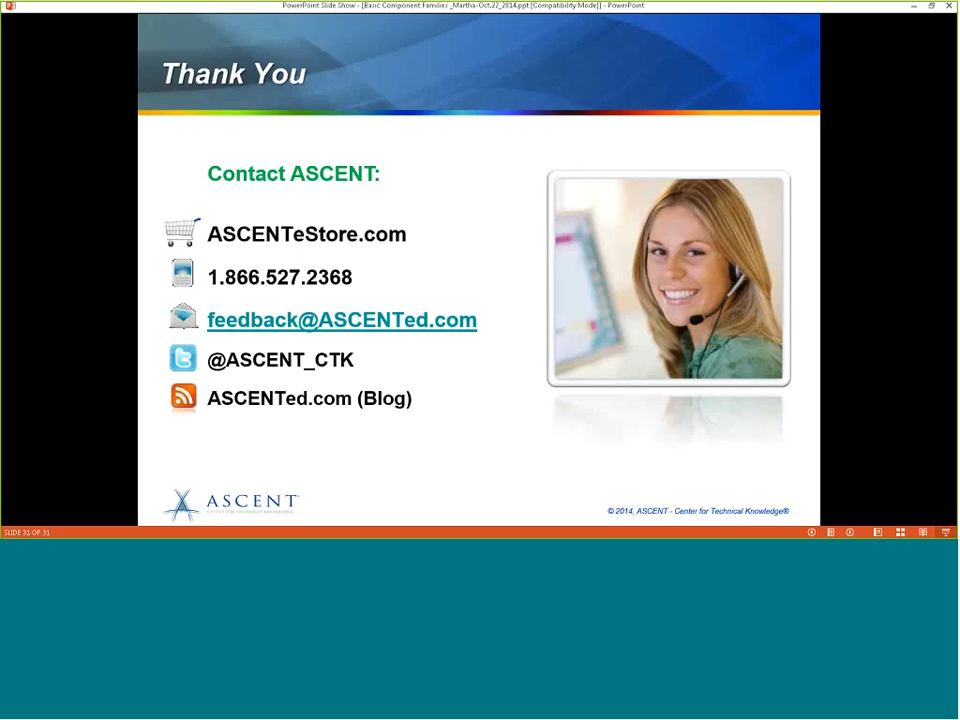 PowerPoint Slide Show - [Basic Component Families _Martha-Oct.22_2014.ppt [Compatibility Mode]] - PowerPoint
Thank You
Contact ASCENT:
ASCENTeStore.com
1.866.527.2368
feedback@ASCENTed.com
@ASCENT_CTK
ASCENTed.com (Blog)
ASCENT
© 2014, ASCENT - Center for Technical Knowledge®
SLIDE 31 OF 31